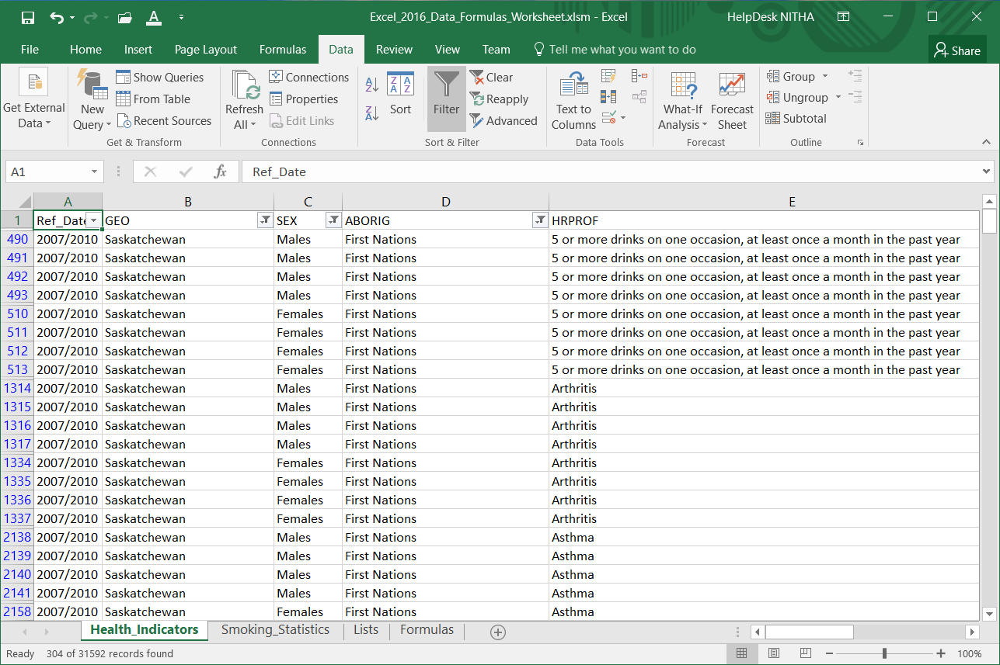 Excel_2016_Data_Formulas_Worksheet.xlsm - Excel HelpDesk NITHA
File Home Insert Page Layout Formulas Data Review View Team Tell me what you want to do Share
Get External Data
New Query
Show Queries
From Table
Recent Sources
Get & Transform
Refresh All
Connections
Properties
Edit Links
Connections
Sort
Filter
Clear
Reapply
Advanced
Sort & Filter
Text to Columns
Data Tools
What-If Analysis
Forecast Sheet
Forecast
Group
Ungroup
Subtotal
Outline
A1 fx Ref_Date
A B C D E
1 Ref_Date GEO SEX ABORIG HRPROF
490 2007/2010 Saskatchewan Males First Nations 5 or more drinks on one occasion, at least once a month in the past year
491 2007/2010 Saskatchewan Males First Nations 5 or more drinks on one occasion, at least once a month in the past year
492 2007/2010 Saskatchewan Males First Nations 5 or more drinks on one occasion, at least once a month in the past year
493 2007/2010 Saskatchewan Males First Nations 5 or more drinks on one occasion, at least once a month in the past year
510 2007/2010 Saskatchewan Females First Nations 5 or more drinks on one occasion, at least once a month in the past year
511 2007/2010 Saskatchewan Females First Nations 5 or more drinks on one occasion, at least once a month in the past year
512 2007/2010 Saskatchewan Females First Nations 5 or more drinks on one occasion, at least once a month in the past year
513 2007/2010 Saskatchewan Females First Nations 5 or more drinks on one occasion, at least once a month in the past year
1314 2007/2010 Saskatchewan Males First Nations Arthritis
1315 2007/2010 Saskatchewan Males First Nations Arthritis
1316 2007/2010 Saskatchewan Males First Nations Arthritis
1317 2007/2010 Saskatchewan Males First Nations Arthritis
1334 2007/2010 Saskatchewan Females First Nations Arthritis
1335 2007/2010 Saskatchewan Females First Nations Arthritis
1336 2007/2010 Saskatchewan Females First Nations Arthritis
1337 2007/2010 Saskatchewan Females First Nations Arthritis
2138 2007/2010 Saskatchewan Males First Nations Asthma
2139 2007/2010 Saskatchewan Males First Nations Asthma
2140 2007/2010 Saskatchewan Males First Nations Asthma
2141 2007/2010 Saskatchewan Males First Nations Asthma
2158 2007/2010 Saskatchewan Females First Nations Asthma
Health_Indicators Smoking_Statistics Lists Formulas
Ready 304 of 31592 records found 100%